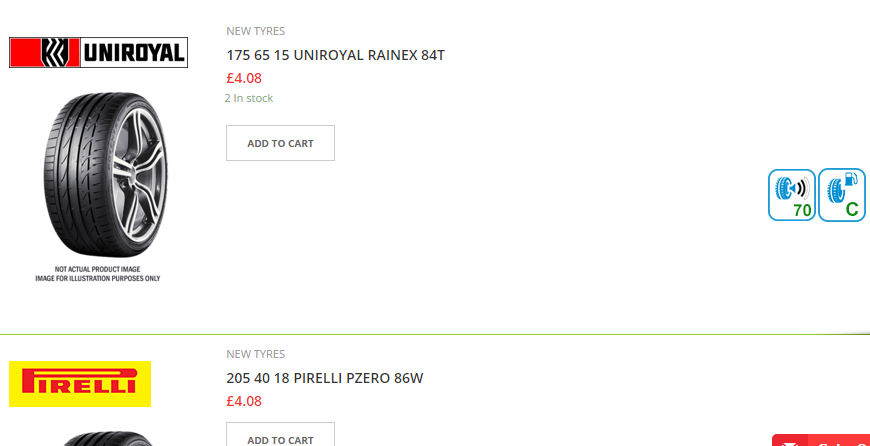 UNIROYAL
NEW TYRES
175 65 15 UNIROYAL RAINEX 84T
£4.08
2 In stock
ADD TO CART
70
C
NOT ACTUAL PRODUCT IMAGE
IMAGE FOR ILLUSTRATION PURPOSES ONLY
PIRELLI
NEW TYRES
205 40 18 PIRELLI PZERO 86W
£4.08
ADD TO CART